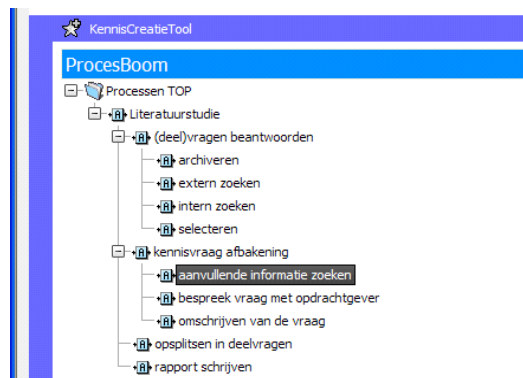 KennisCreatieTool
ProcesBoom
Processen TOP
Literatuurstudie
(deel)vragen beantwoorden
archiveren
extern zoeken
intern zoeken
selecteren
kennisvraag afbakening
aanvullende informatie zoeken
bespreek vraag met opdrachtgever
omschrijven van de vraag
opsplitsen in deelvragen
rapport schrijven